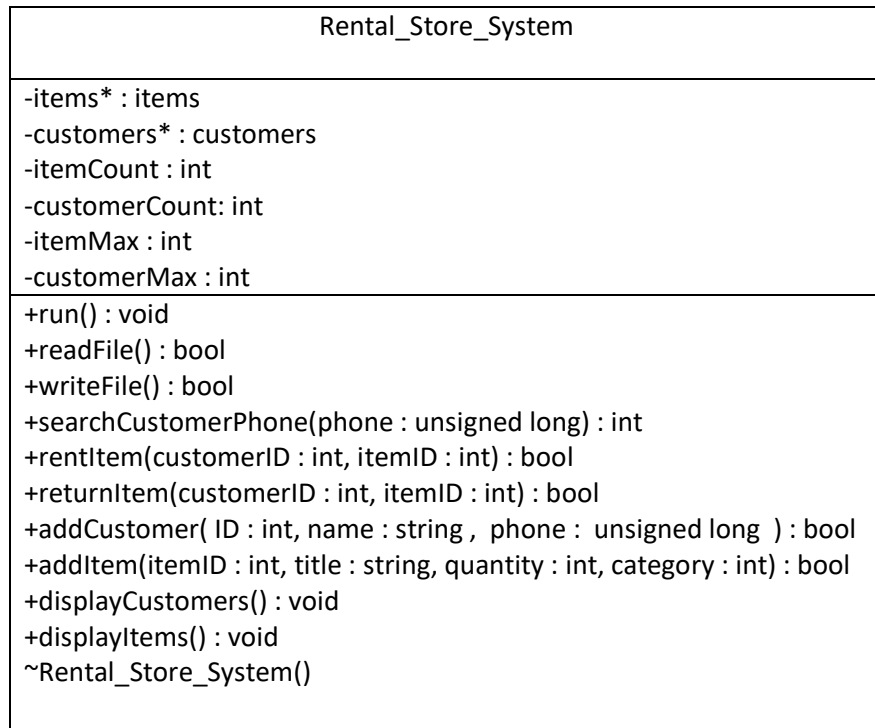 Rental_Store_System
-items* : items
-customers* : customers
-itemCount : int
-customerCount: int
-itemMax : int
-customerMax : int
+run() : void
+readFile() : bool
+writeFile() : bool
+searchCustomerPhone(phone : unsigned long) : int
+rentItem(customerID : int, itemID : int) : bool
+returnItem(customerID : int, itemID : int) : bool
+addCustomer( ID : int, name : string , phone : unsigned long ) : bool
+addItem(itemID : int, title : string, quantity : int, category : int) : bool
+displayCustomers() : void
+displayItems() : void
~Rental_Store_System()